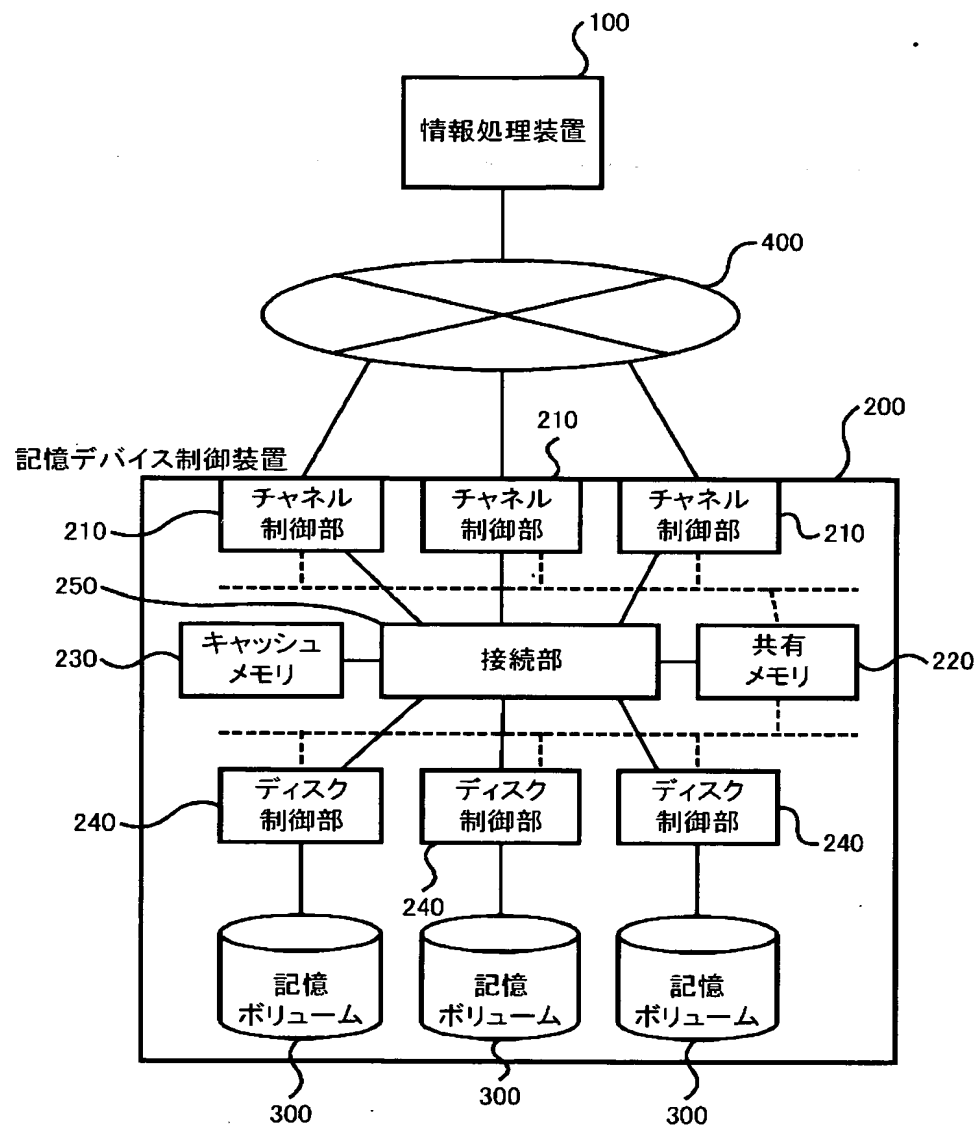 100
情報処理装置
400
200
210
記憶デバイス制御装置
チャネル
制御部
チャネル
制御部
チャネル
制御部
210
210
250
230
キャッシュ
メモリ
接続部
共有
メモリ
220
ディスク
制御部
ディスク
制御部
ディスク
制御部
240
240
240
記憶
ボリューム
記憶
ボリューム
記憶
ボリューム
300
300
300